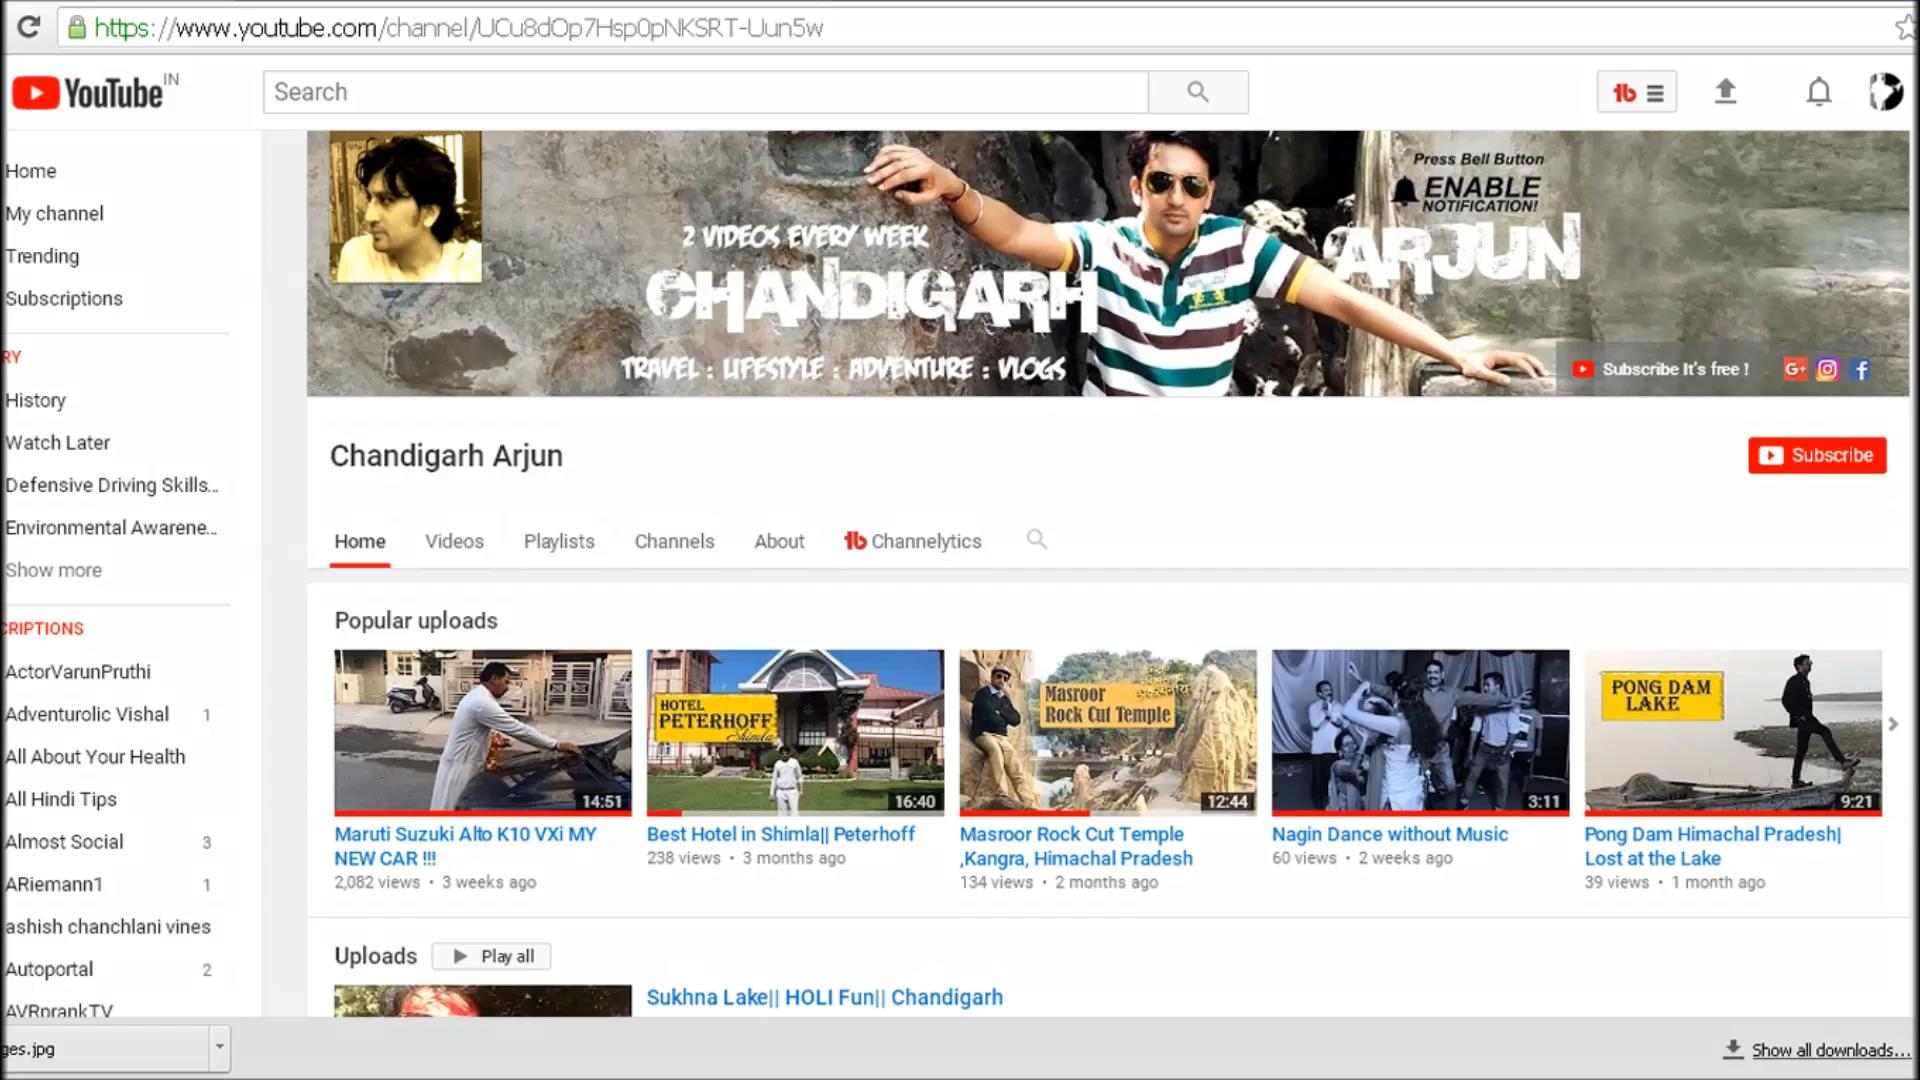 https://www.youtube.com/channel/UCu8dOp7Hsp0pNKSRT-Uun5w
YouTube IN
Search
tb
Home
My channel
Trending
Subscriptions
RY
History
Watch Later
Defensive Driving Skills...
Environmental Awarene...
Show more
CRIPTIONS
ActorVarunPruthi
Adventurolic Vishal 1
All About Your Health
All Hindi Tips
Almost Social 3
ARiemann1 1
ashish chanchlani vines
Autoportal 2
AVRprankTV
Press Bell Button
ENABLE
NOTIFICATION!
2 VIDEOS EVERY WEEK
CHANDIGARH ARJUN
TRAVEL : LIFESTYLE : ADVENTURE : VLOGS
Subscribe It's free !
G+ f
Chandigarh Arjun
Subscribe
Home Videos Playlists Channels About tb Channelytics
Popular uploads
14:51
Maruti Suzuki Alto K10 VXi MY
NEW CAR !!!
2,082 views • 3 weeks ago
HOTEL
PETERHOFF
Shimla
16:40
Best Hotel in Shimla|| Peterhoff
238 views • 3 months ago
Masroor
Rock Cut Temple
12:44
Masroor Rock Cut Temple
,Kangra, Himachal Pradesh
134 views • 2 months ago
3:11
Nagin Dance without Music
60 views • 2 weeks ago
PONG DAM
LAKE
9:21
Pong Dam Himachal Pradesh|
Lost at the Lake
39 views • 1 month ago
Uploads Play all
Sukhna Lake|| HOLI Fun|| Chandigarh
ges.jpg
Show all downloads...